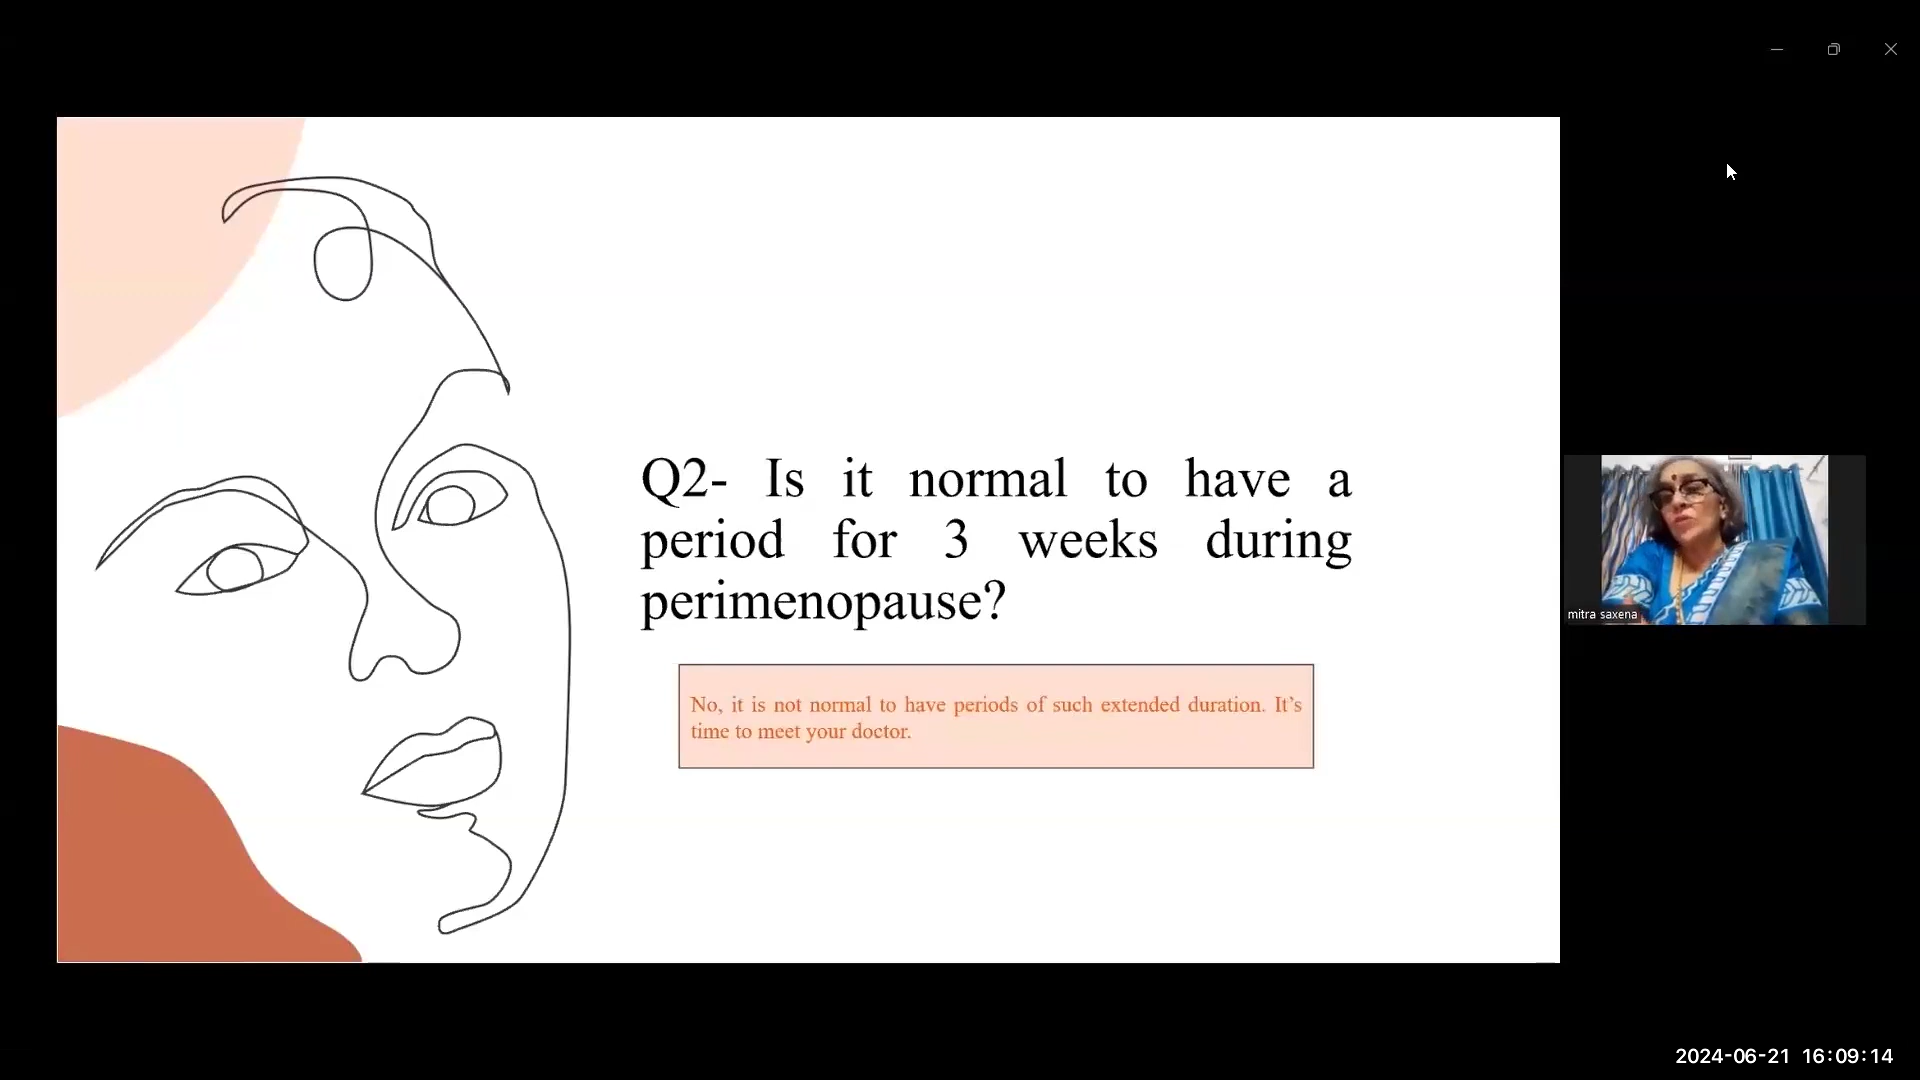 Q2- Is it normal to have a
period for 3 weeks during
perimenopause?
No, it is not normal to have periods of such extended duration. It’s
time to meet your doctor.
mitra saxena
2024-06-21 16:09:14